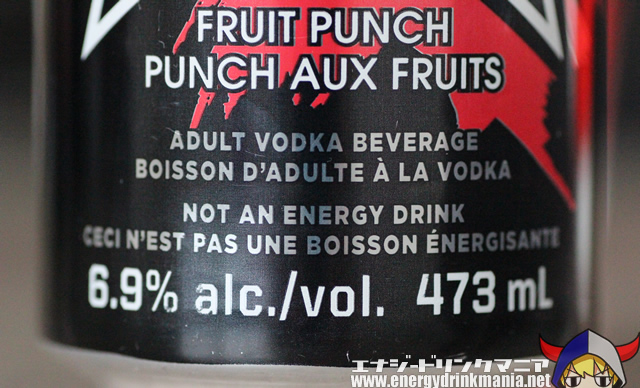 FRUIT PUNCH
PUNCH AUX FRUITS
ADULT VODKA BEVERAGE
BOISSON D'ADULTE À LA VODKA
NOT AN ENERGY DRINK
CECI N'EST PAS UNE BOISSON ÉNERGISANTE
6.9% alc./vol. 473 mL
エナジードリンクマニア
www.energydrinkmania.net